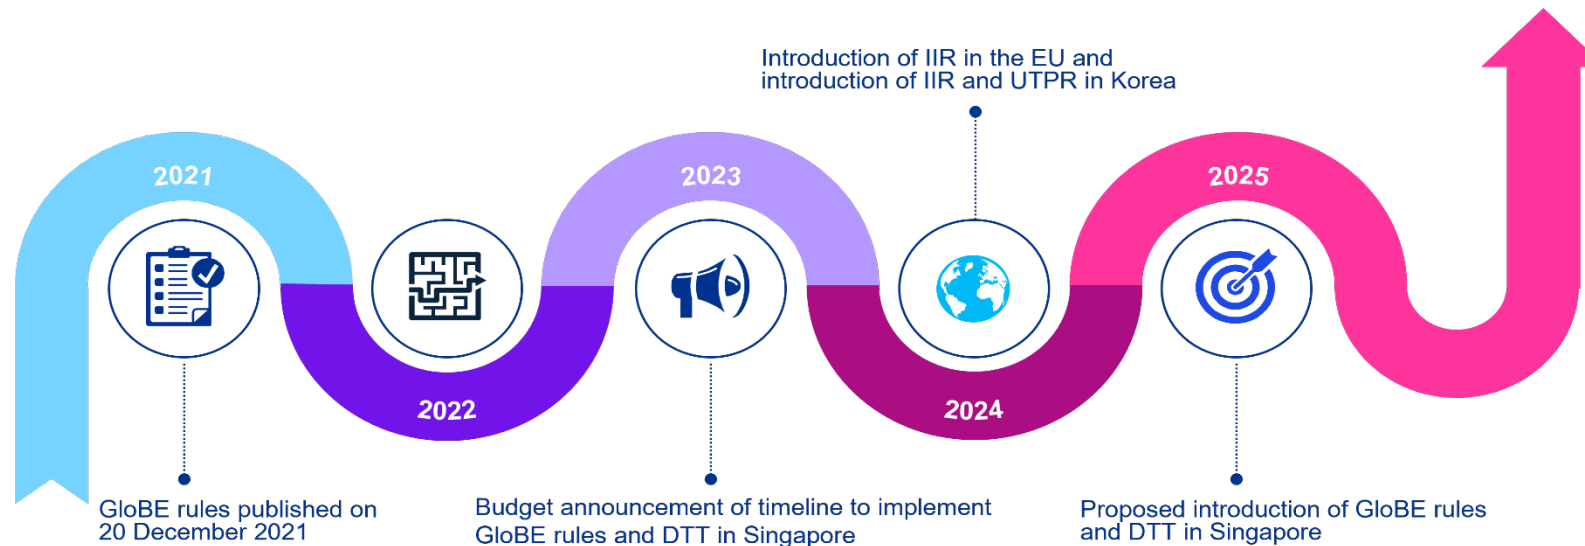 Introduction of IIR in the EU and
introduction of IIR and UTPR in Korea
2021
2023
2025
2022
2024
GloBE rules published on
20 December 2021
Budget announcement of timeline to implement
GloBE rules and DTT in Singapore
Proposed introduction of GloBE rules
and DTT in Singapore